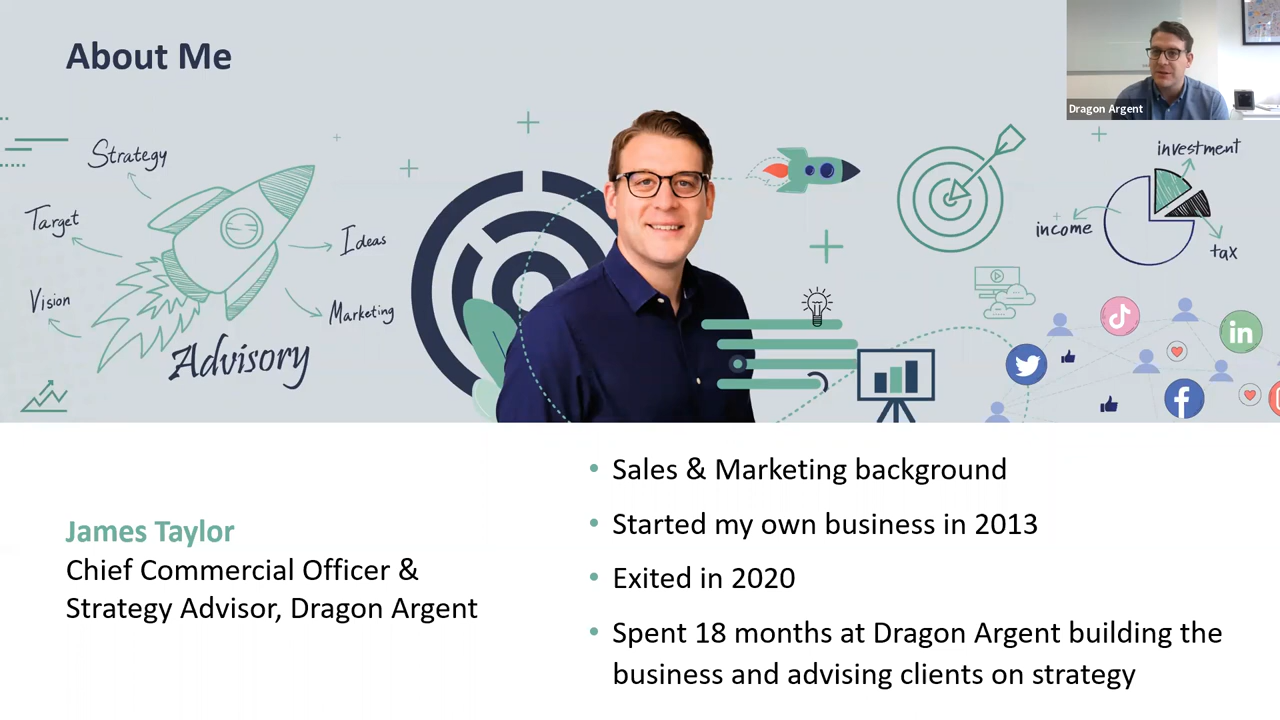 About Me
Dragon Argent
Strategy
Target
Vision
Ideas
Marketing
Advisory
investment
income
tax
in
James Taylor
Chief Commercial Officer &
Strategy Advisor, Dragon Argent
• Sales & Marketing background
• Started my own business in 2013
• Exited in 2020
• Spent 18 months at Dragon Argent building the
business and advising clients on strategy